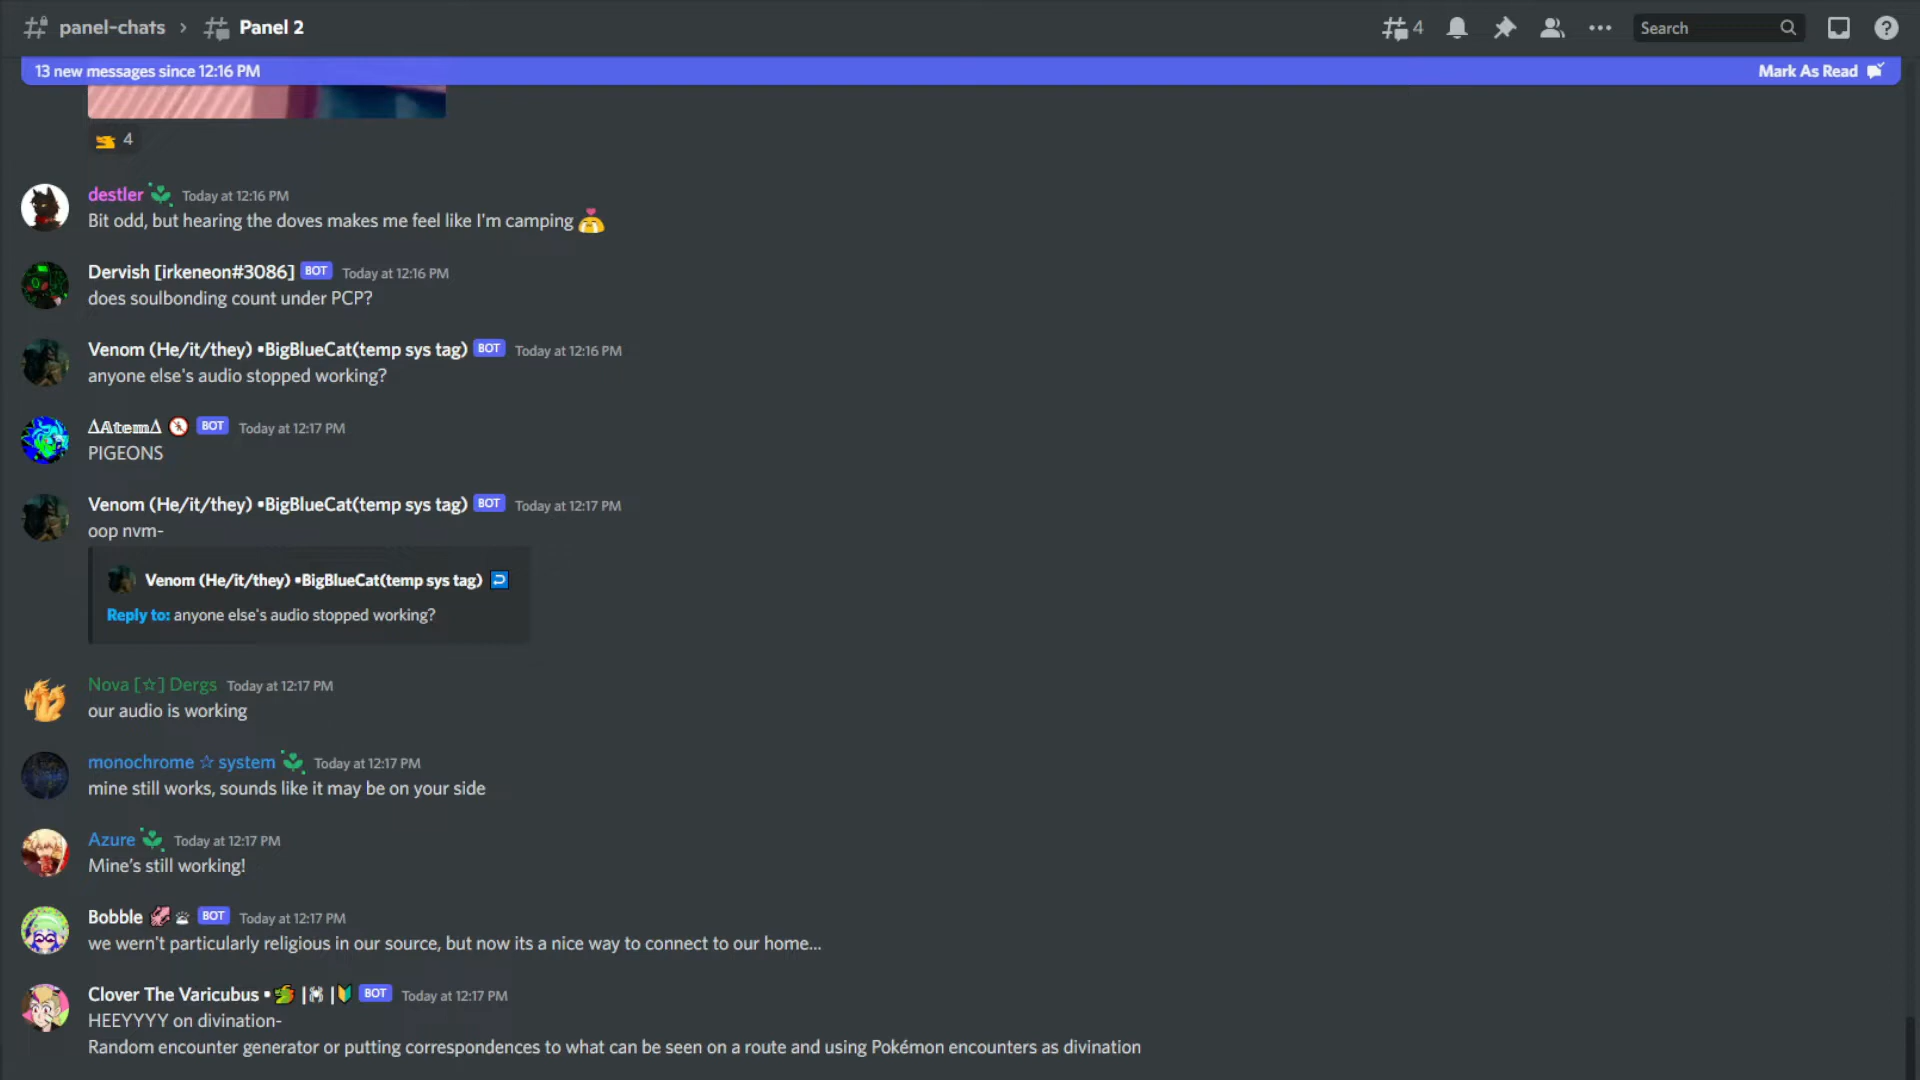 panel-chats › Panel 2 4 Search
13 new messages since 12:16 PM Mark As Read
4
destler Today at 12:16 PM
Bit odd, but hearing the doves makes me feel like I'm camping
Dervish [irkeneon#3086] BOT Today at 12:16 PM
does soulbonding count under PCP?
Venom (He/it/they) •BigBlueCat(temp sys tag) BOT Today at 12:16 PM
anyone else's audio stopped working?
ΔAtemΔ BOT Today at 12:17 PM
PIGEONS
Venom (He/it/they) •BigBlueCat(temp sys tag) BOT Today at 12:17 PM
oop nvm-
Venom (He/it/they) •BigBlueCat(temp sys tag)
Reply to: anyone else's audio stopped working?
Nova [☆] Dergs Today at 12:17 PM
our audio is working
monochrome ☆ system Today at 12:17 PM
mine still works, sounds like it may be on your side
Azure Today at 12:17 PM
Mine’s still working!
Bobble BOT Today at 12:17 PM
we wern't particularly religious in our source, but now its a nice way to connect to our home...
Clover The Varicubus • | | BOT Today at 12:17 PM
HEEYYYY on divination-
Random encounter generator or putting correspondences to what can be seen on a route and using Pokémon encounters as divination